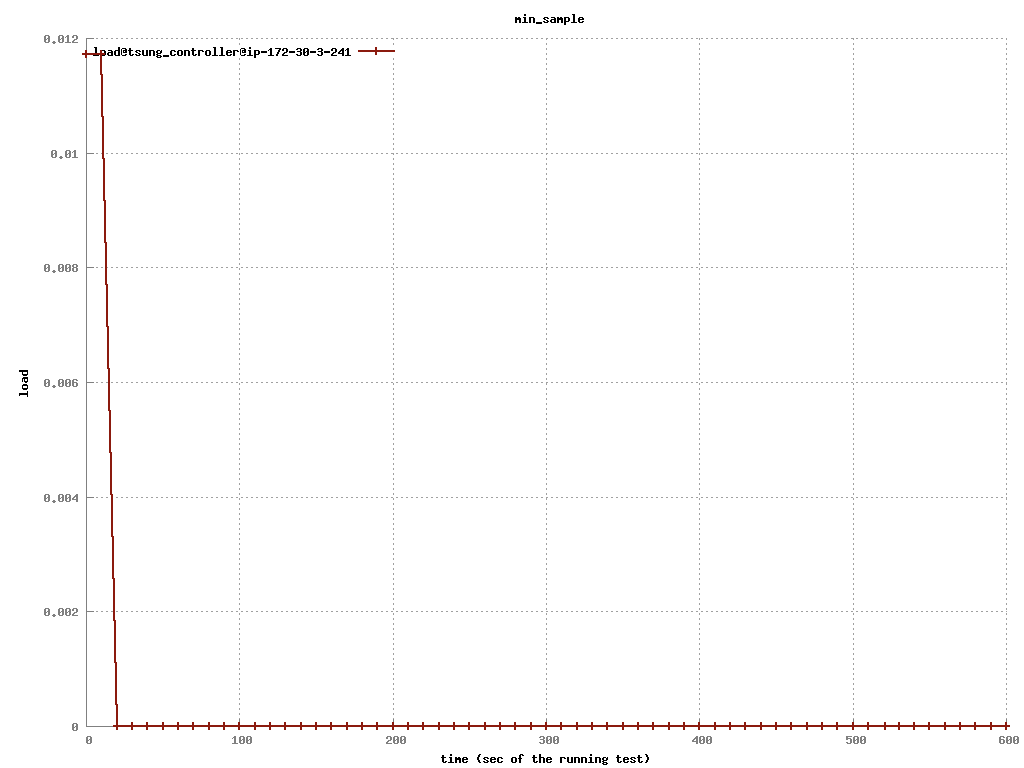 min_sample
0.012
load@tsung_controller@ip-172-30-3-241
0.01
0.008
0.006
load
0.004
0.002
0
0 100 200 300 400 500 600
time (sec of the running test)